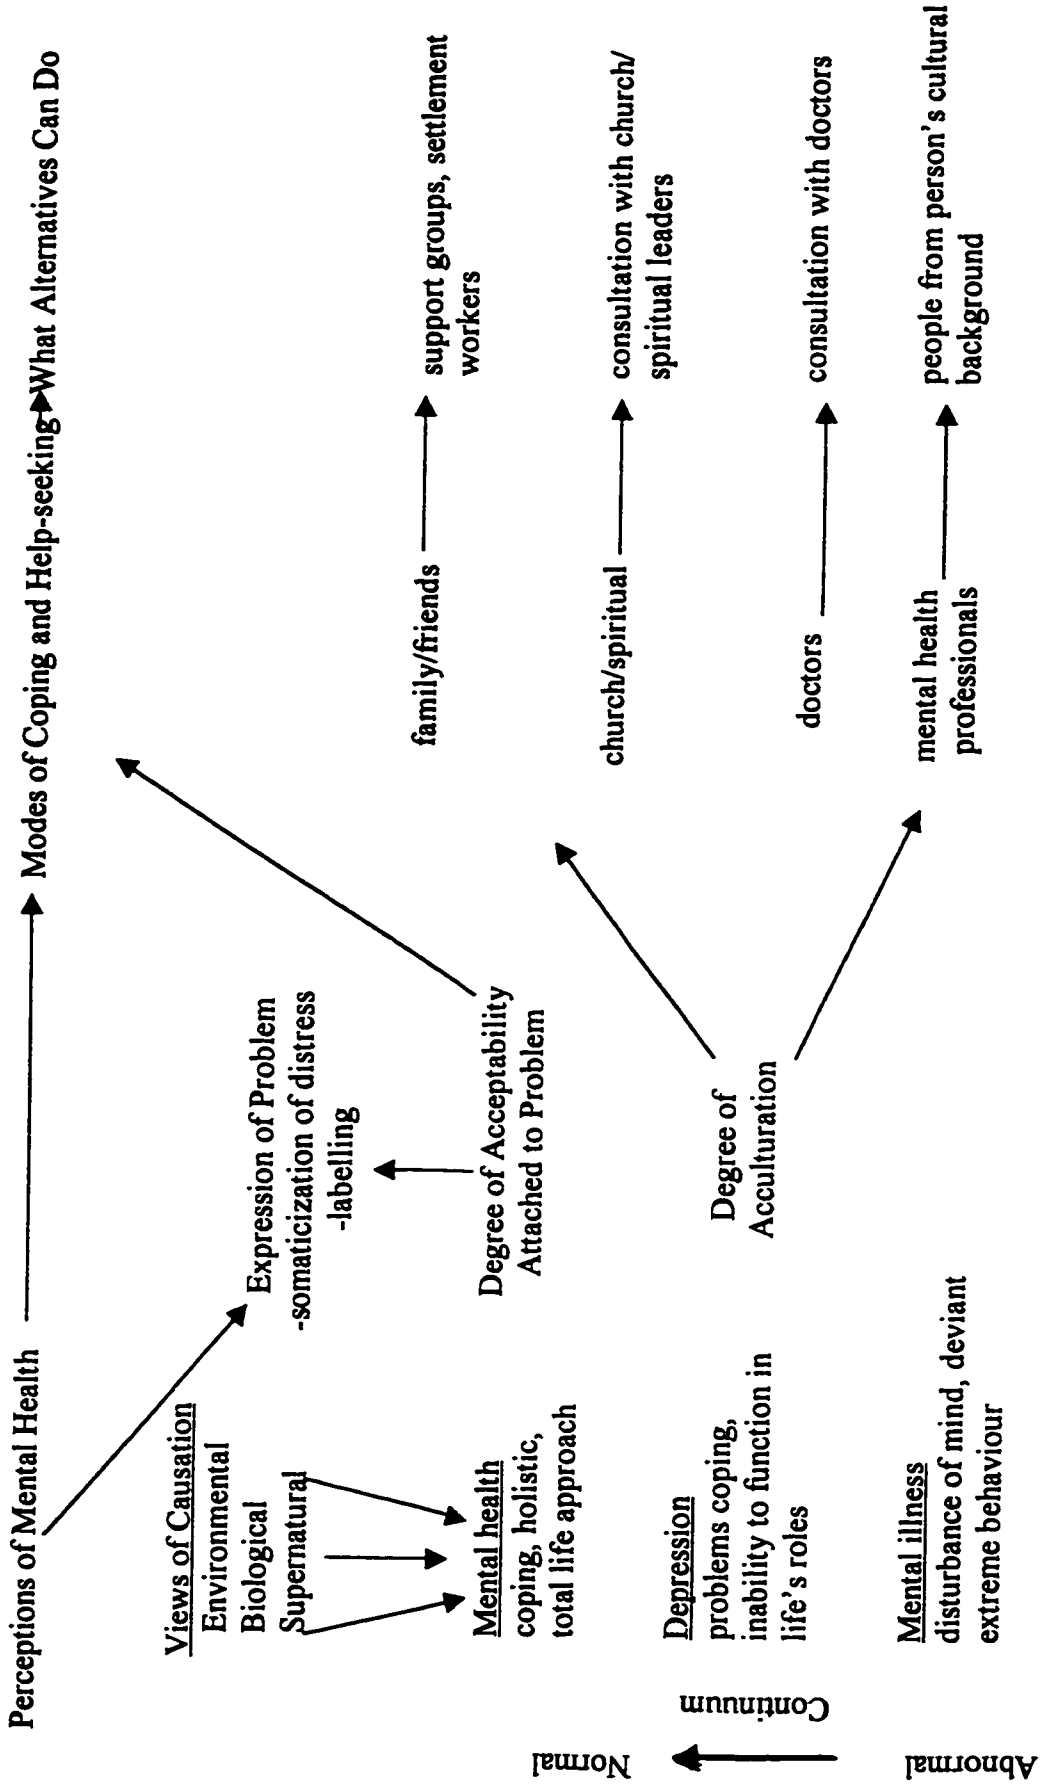 Perceptions of Mental Health
Modes of Coping and Help-seeking
What Alternatives Can Do
Views of Causation
Environmental
Biological
Supernatural
Expression of Problem
-somaticization of distress
-labelling
Mental health
coping, holistic,
total life approach
Degree of Acceptability
Attached to Problem
Depression
problems coping,
inability to function in
life's roles
Degree of
Acculturation
Mental illness
disturbance of mind, deviant
extreme behaviour
family/friends
support groups, settlement
workers
church/spiritual
consultation with church/
spiritual leaders
doctors
consultation with doctors
mental health
professionals
people from person's cultural
background
Normal
Continuum
Abnormal